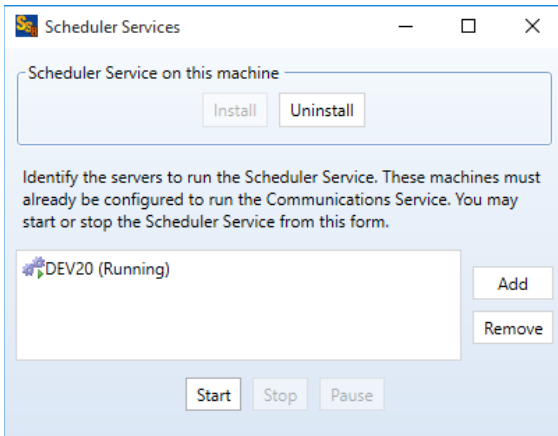 Scheduler Services
Scheduler Service on this machine
Install Uninstall
Identify the servers to run the Scheduler Service. These machines must
already be configured to run the Communications Service. You may
start or stop the Scheduler Service from this form.
DEV20 (Running)
Add
Remove
Start Stop Pause